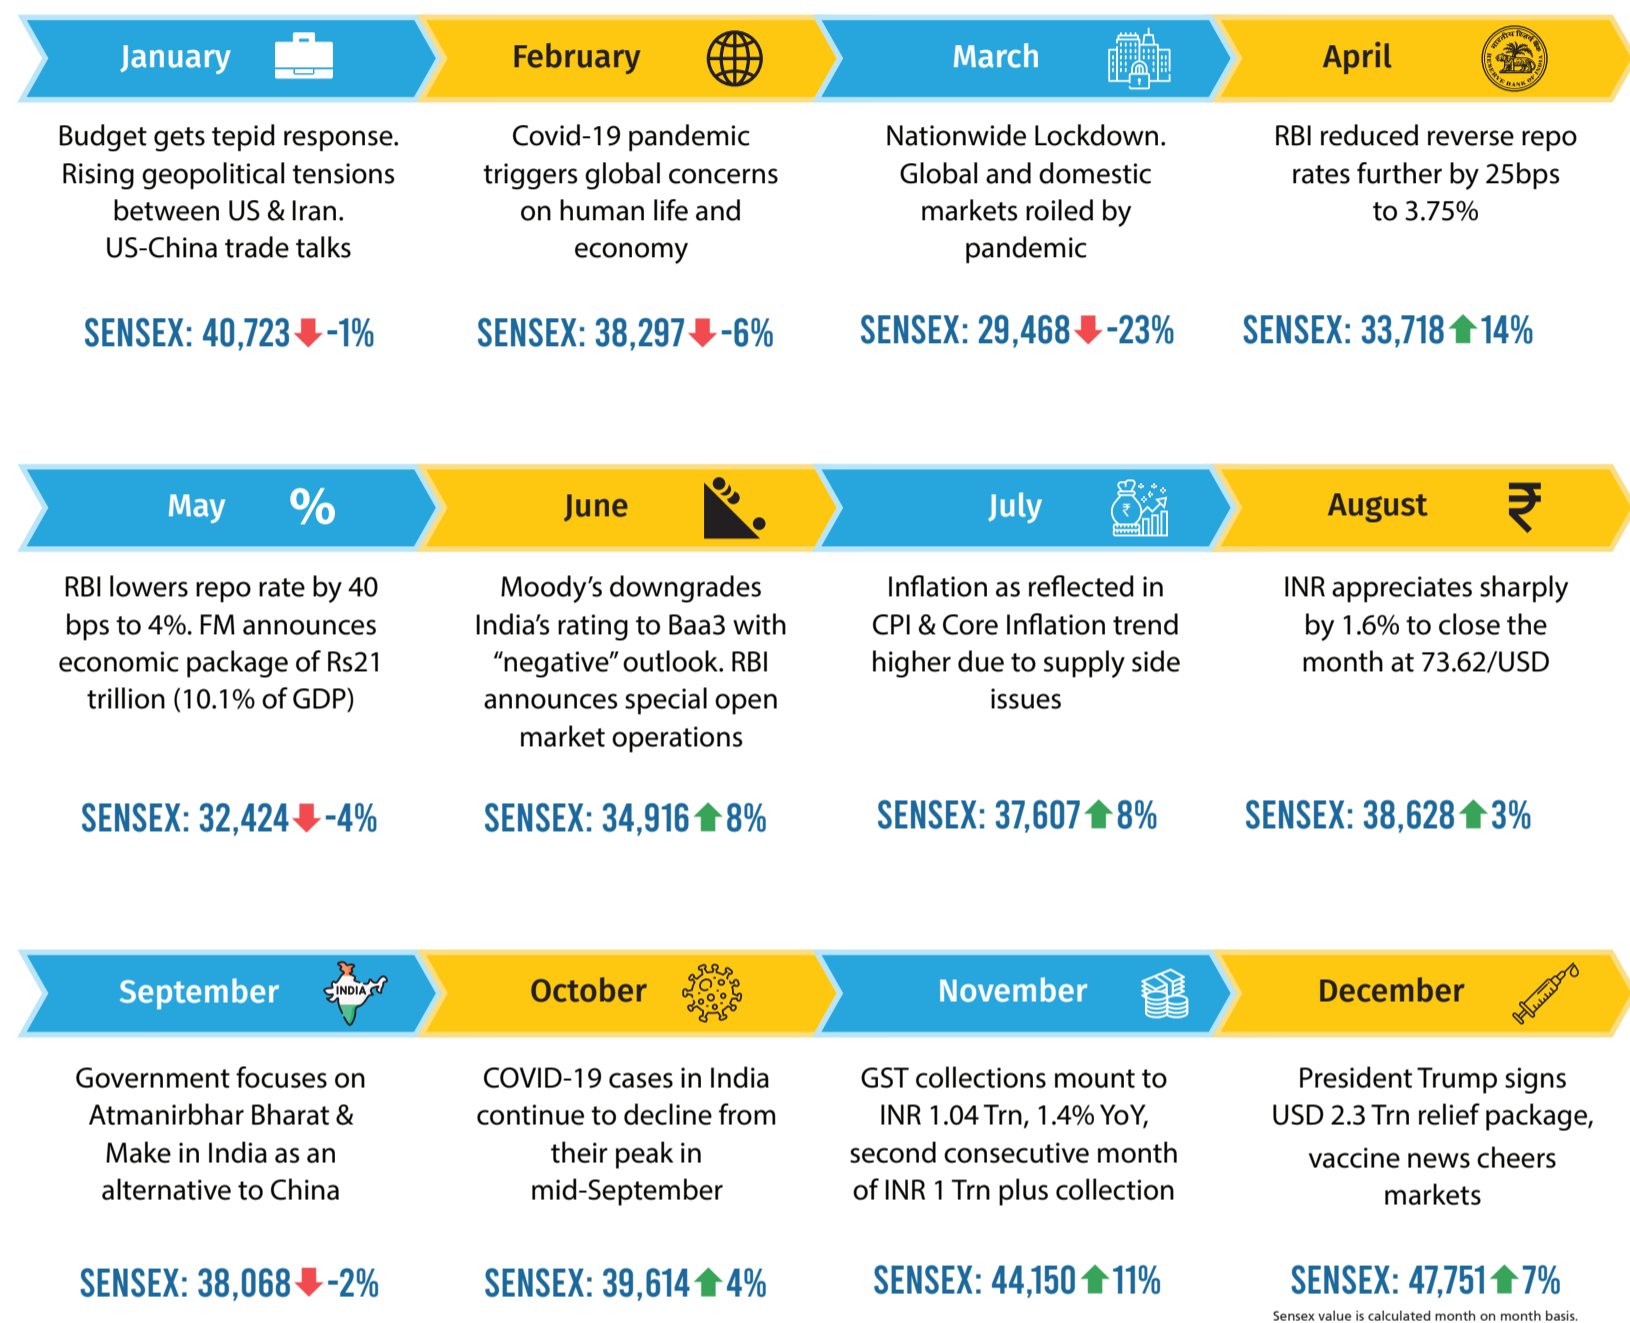 January
Budget gets tepid response.
Rising geopolitical tensions
between US & Iran.
US-China trade talks
SENSEX: 40,723 -1%
February
Covid-19 pandemic
triggers global concerns
on human life and
economy
SENSEX: 38,297 -6%
March
Nationwide Lockdown.
Global and domestic
markets roiled by
pandemic
SENSEX: 29,468 -23%
April
भारतीय रिज़र्व बैंक
RESERVE BANK OF INDIA
RBI reduced reverse repo
rates further by 25bps
to 3.75%
SENSEX: 33,718 14%
May %
RBI lowers repo rate by 40
bps to 4%. FM announces
economic package of Rs21
trillion (10.1% of GDP)
SENSEX: 32,424 -4%
June
Moody’s downgrades
India’s rating to Baa3 with
“negative” outlook. RBI
announces special open
market operations
SENSEX: 34,916 8%
July ₹
Inflation as reflected in
CPI & Core Inflation trend
higher due to supply side
issues
SENSEX: 37,607 8%
August ₹
INR appreciates sharply
by 1.6% to close the
month at 73.62/USD
SENSEX: 38,628 3%
September
INDIA
Government focuses on
Atmanirbhar Bharat &
Make in India as an
alternative to China
SENSEX: 38,068 -2%
October
COVID-19 cases in India
continue to decline from
their peak in
mid-September
SENSEX: 39,614 4%
November
GST collections mount to
INR 1.04 Trn, 1.4% YoY,
second consecutive month
of INR 1 Trn plus collection
SENSEX: 44,150 11%
December
President Trump signs
USD 2.3 Trn relief package,
vaccine news cheers
markets
SENSEX: 47,751 7%
Sensex value is calculated month on month basis.